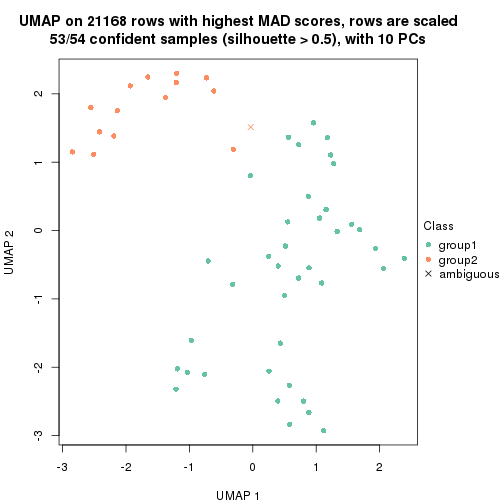 UMAP on 21168 rows with highest MAD scores, rows are scaled
53/54 confident samples (silhouette > 0.5), with 10 PCs
UMAP 2
2
1
0
-1
-2
-3
-3
-2
-1
0
1
2
UMAP 1
Class
group1
group2
ambiguous